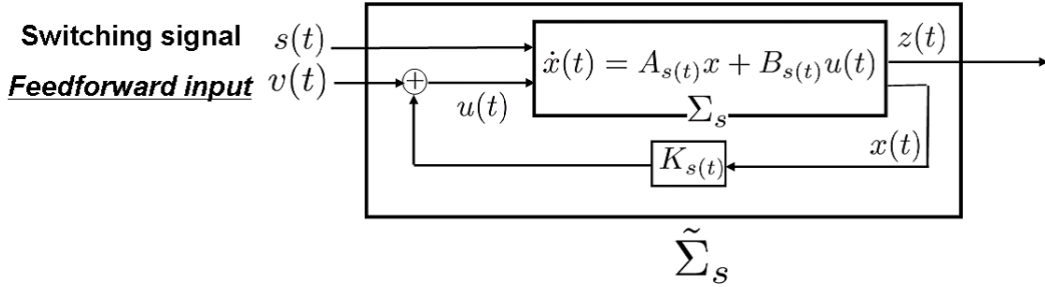 Switching signal s(t)
Feedforward input v(t)
u(t)
ẋ(t) = A_{s(t)}x + B_{s(t)}u(t)
Σ_s
z(t)
x(t)
K_{s(t)}
Σ̃_s